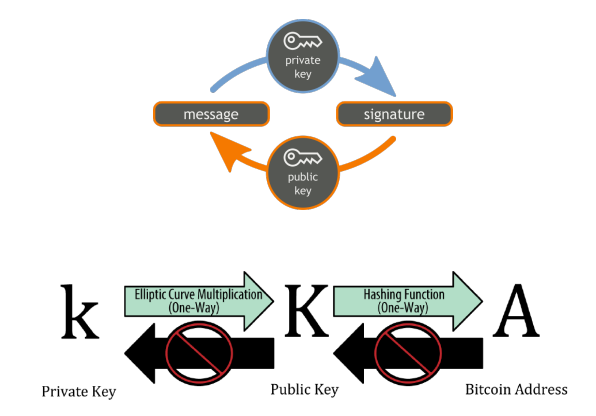 private
key
message
signature
public
key
Elliptic Curve Multiplication
(One-Way)
Hashing Function
(One-Way)
k
K
A
Private Key
Public Key
Bitcoin Address